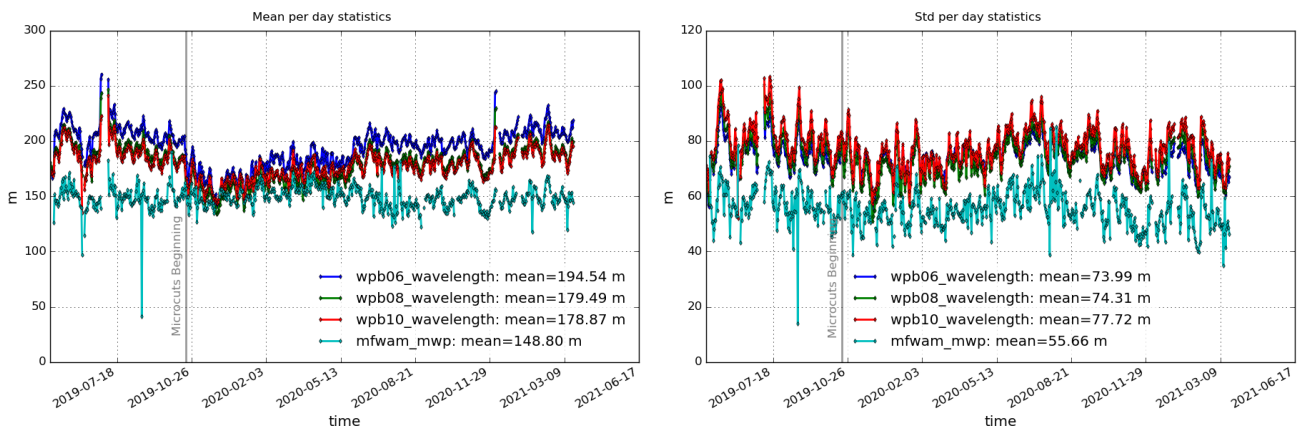 Mean per day statistics
300
250
200
150
100
50
0
m
Microcuts Beginning
wpb06_wavelength: mean=194.54 m
wpb08_wavelength: mean=179.49 m
wpb10_wavelength: mean=178.87 m
mfwam_mwp: mean=148.80 m
2019-07-18
2019-10-26
2020-02-03
2020-05-13
2020-08-21
2020-11-29
2021-03-09
2021-06-17
time
Std per day statistics
120
100
80
60
40
20
0
m
Microcuts Beginning
wpb06_wavelength: mean=73.99 m
wpb08_wavelength: mean=74.31 m
wpb10_wavelength: mean=77.72 m
mfwam_mwp: mean=55.66 m
2019-07-18
2019-10-26
2020-02-03
2020-05-13
2020-08-21
2020-11-29
2021-03-09
2021-06-17
time